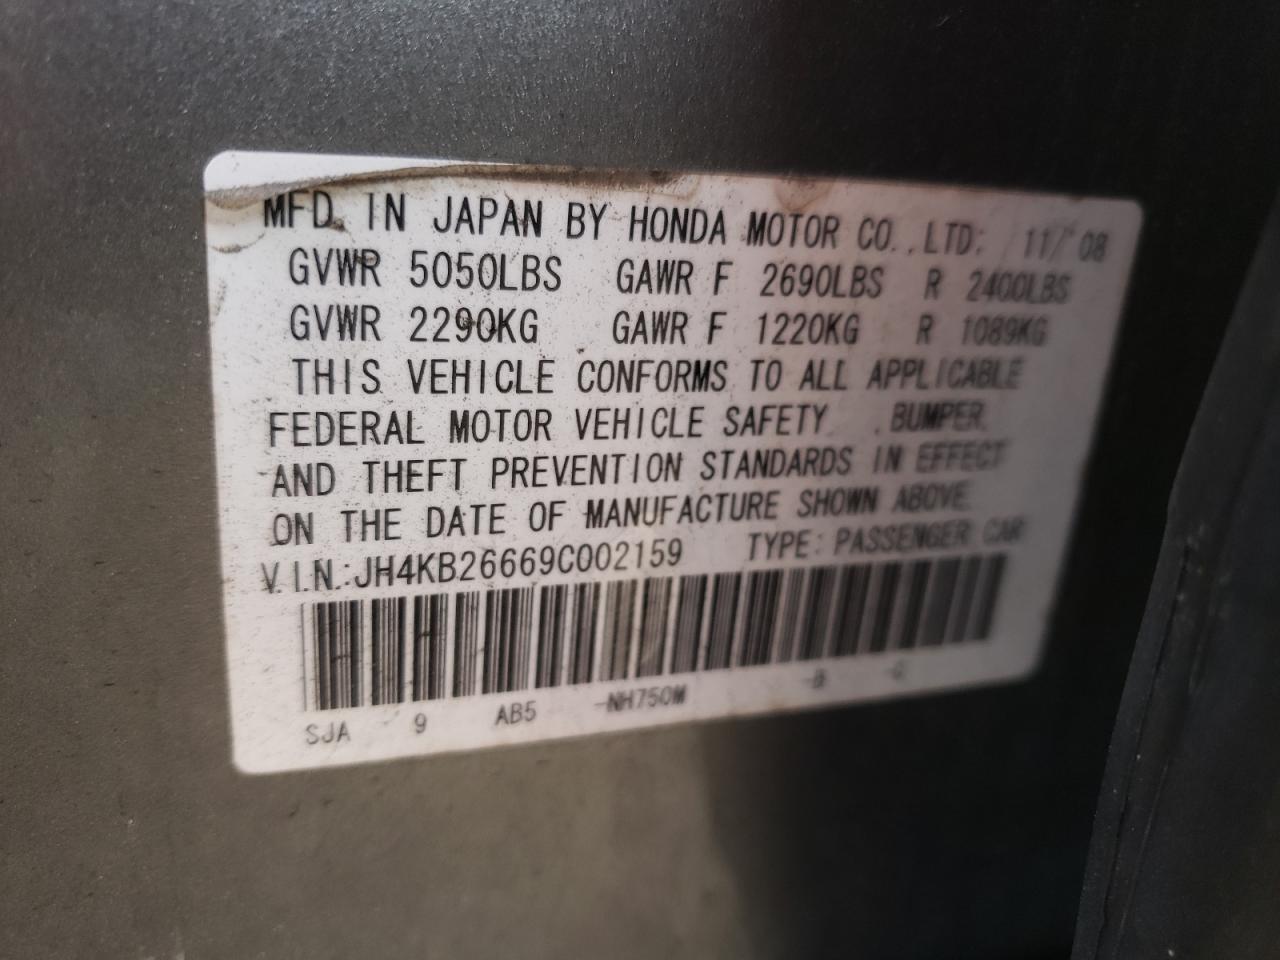 MFD. IN JAPAN BY HONDA MOTOR CO.,LTD. 11/08
GVWR 5050LBS GAWR F 2690LBS R 2400LBS
GVWR 2290KG GAWR F 1220KG R 1089KG
THIS VEHICLE CONFORMS TO ALL APPLICABLE
FEDERAL MOTOR VEHICLE SAFETY , BUMPER,
AND THEFT PREVENTION STANDARDS IN EFFECT
ON THE DATE OF MANUFACTURE SHOWN ABOVE.
V.I.N.:JH4KB26669C002159 TYPE: PASSENGER CAR
SJA 9 AB5 -NH750M -B -C